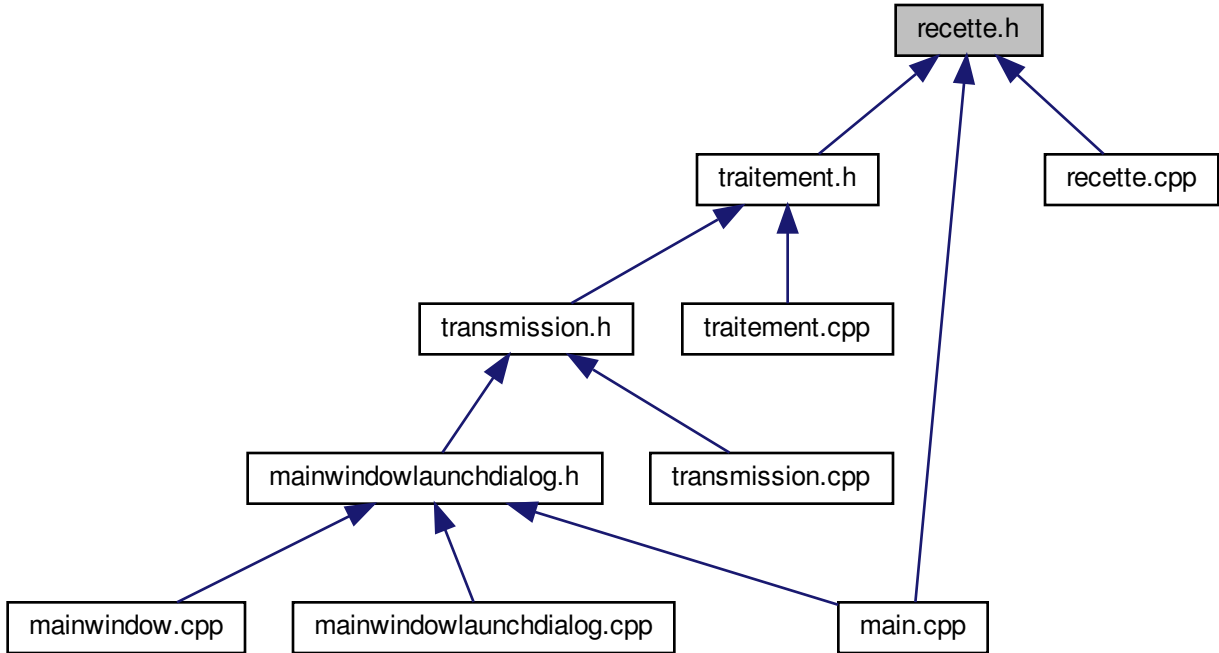 recette.h
traitement.h
recette.cpp
transmission.h
traitement.cpp
mainwindowlaunchdialog.h
transmission.cpp
mainwindow.cpp
mainwindowlaunchdialog.cpp
main.cpp